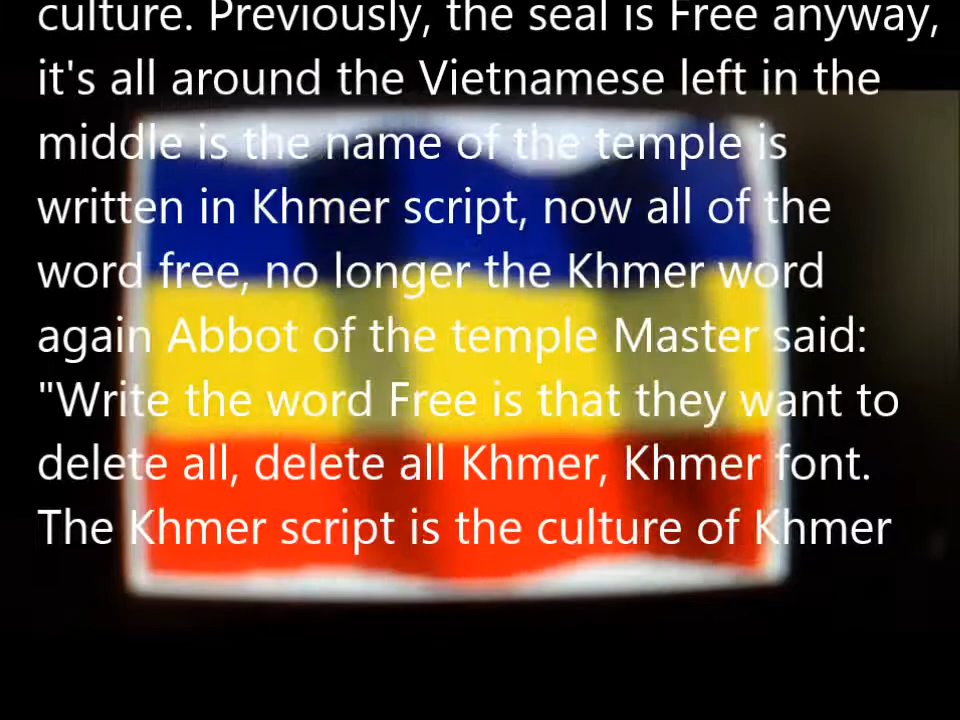 culture. Previously, the seal is Free anyway,
it's all around the Vietnamese left in the
middle is the name of the temple is
written in Khmer script, now all of the
word free, no longer the Khmer word
again Abbot of the temple Master said:
"Write the word Free is that they want to
delete all, delete all Khmer, Khmer font.
The Khmer script is the culture of Khmer